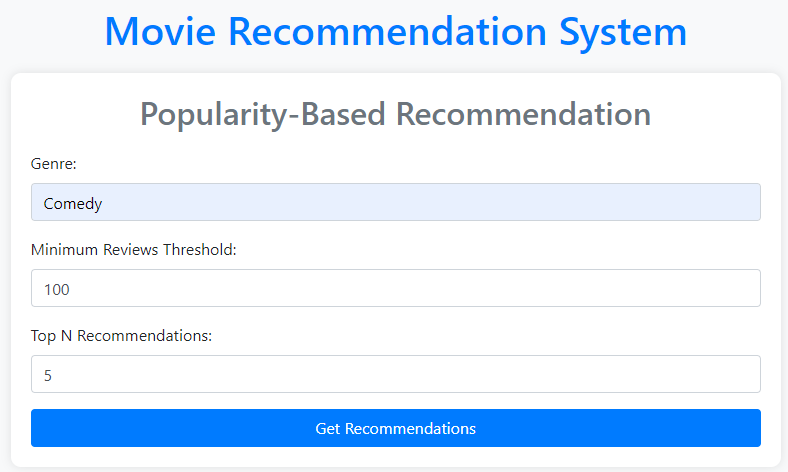 Movie Recommendation System
Popularity-Based Recommendation
Genre:
Comedy
Minimum Reviews Threshold:
100
Top N Recommendations:
5
Get Recommendations